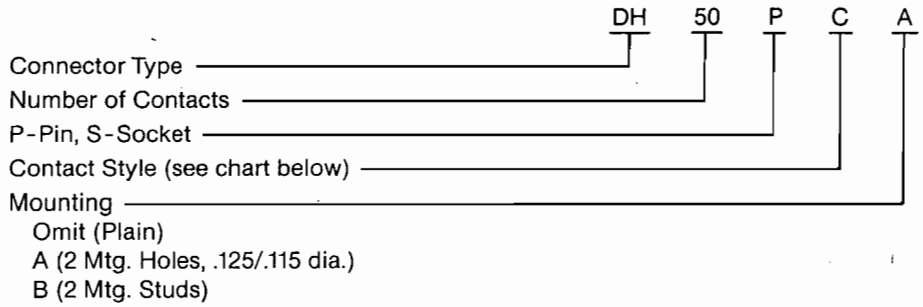 DH 50 P C A
Connector Type
Number of Contacts
P-Pin, S-Socket
Contact Style (see chart below)
Mounting
Omit (Plain)
A (2 Mtg. Holes, .125/.115 dia.)
B (2 Mtg. Studs)